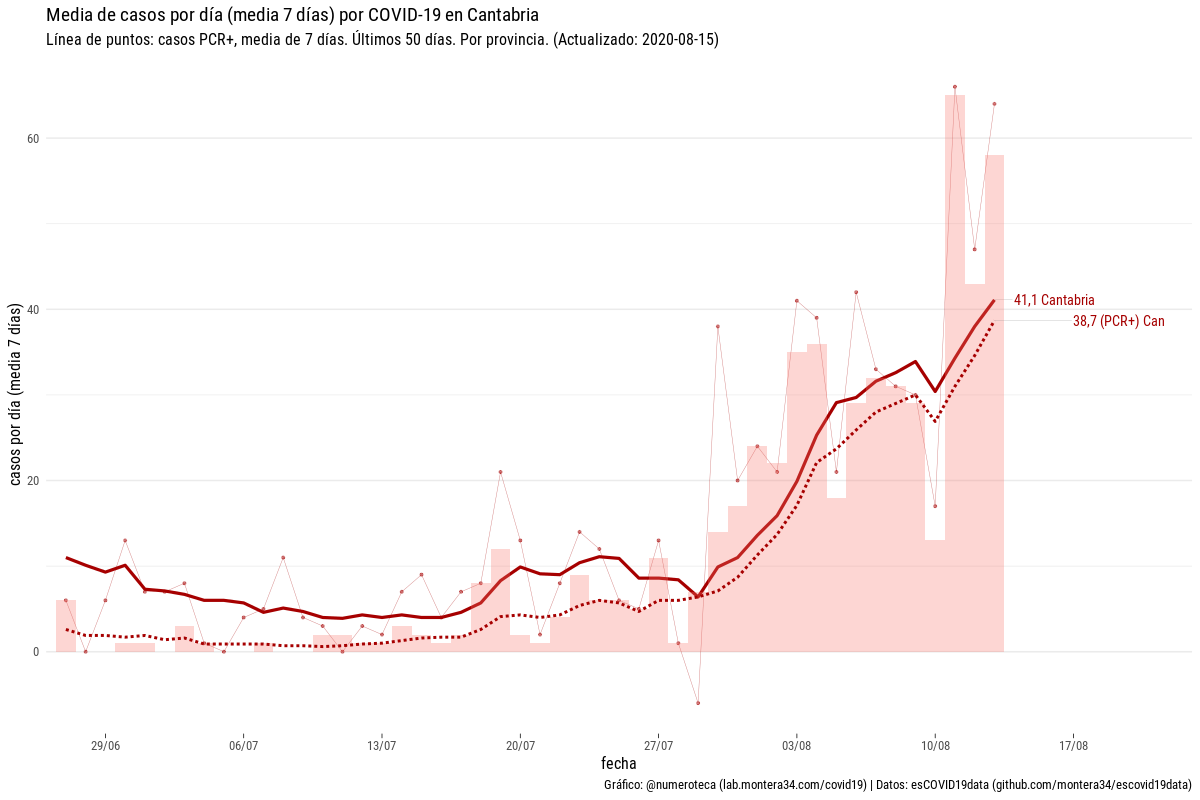 Media de casos por día (media 7 días) por COVID-19 en Cantabria
Línea de puntos: casos PCR+, media de 7 días. Últimos 50 días. Por provincia. (Actualizado: 2020-08-15)
casos por día (media 7 días)
60
40
20
0
41,1 Cantabria
38,7 (PCR+) Can
29/06
06/07
13/07
20/07
27/07
03/08
10/08
17/08
fecha
Gráfico: @numeroteca (lab.montera34.com/covid19) | Datos: esCOVID19data (github.com/montera34/escovid19data)